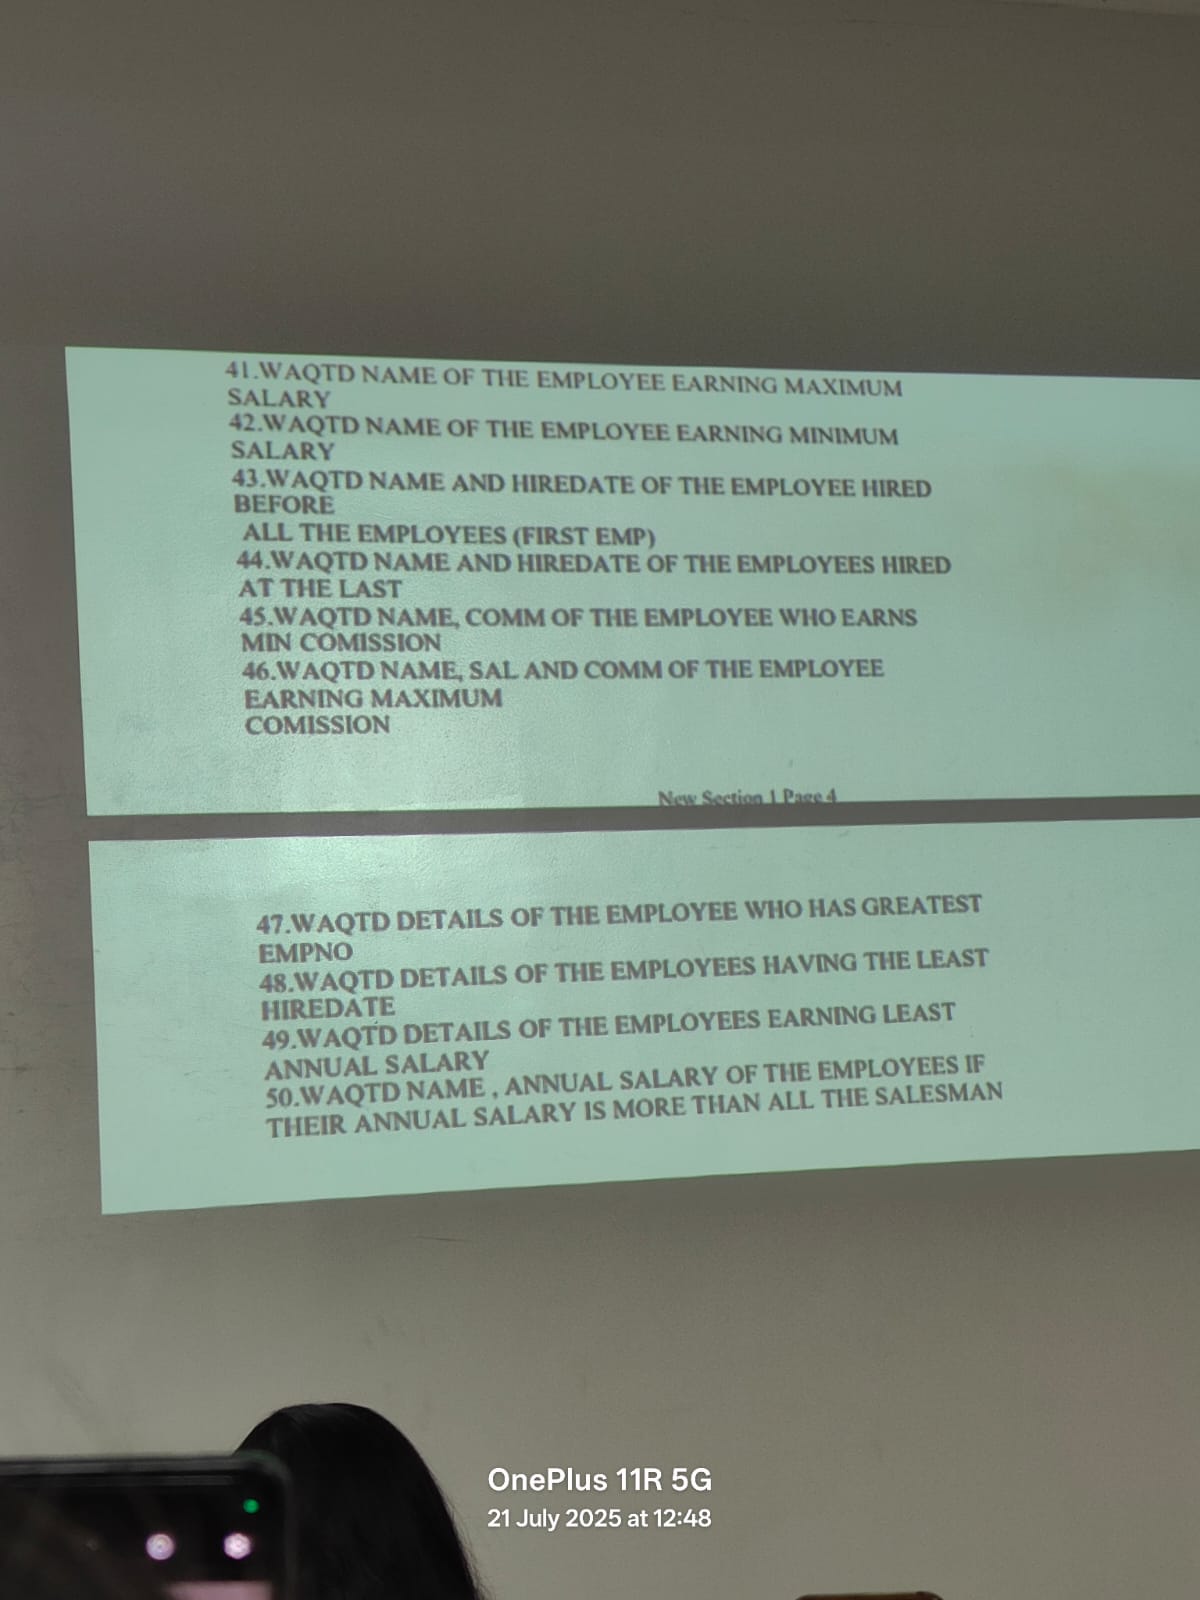 41.WAQTD NAME OF THE EMPLOYEE EARNING MAXIMUM
SALARY
42.WAQTD NAME OF THE EMPLOYEE EARNING MINIMUM
SALARY
43.WAQTD NAME AND HIREDATE OF THE EMPLOYEE HIRED
BEFORE
ALL THE EMPLOYEES (FIRST EMP)
44.WAQTD NAME AND HIREDATE OF THE EMPLOYEES HIRED
AT THE LAST
45.WAQTD NAME, COMM OF THE EMPLOYEE WHO EARNS
MIN COMISSION
46.WAQTD NAME, SAL AND COMM OF THE EMPLOYEE
EARNING MAXIMUM
COMISSION
New Section 1 Page 4
47.WAQTD DETAILS OF THE EMPLOYEE WHO HAS GREATEST
EMPNO
48.WAQTD DETAILS OF THE EMPLOYEES HAVING THE LEAST
HIREDATE
49.WAQTD DETAILS OF THE EMPLOYEES EARNING LEAST
ANNUAL SALARY
50.WAQTD NAME , ANNUAL SALARY OF THE EMPLOYEES IF
THEIR ANNUAL SALARY IS MORE THAN ALL THE SALESMAN
OnePlus 11R 5G
21 July 2025 at 12:48